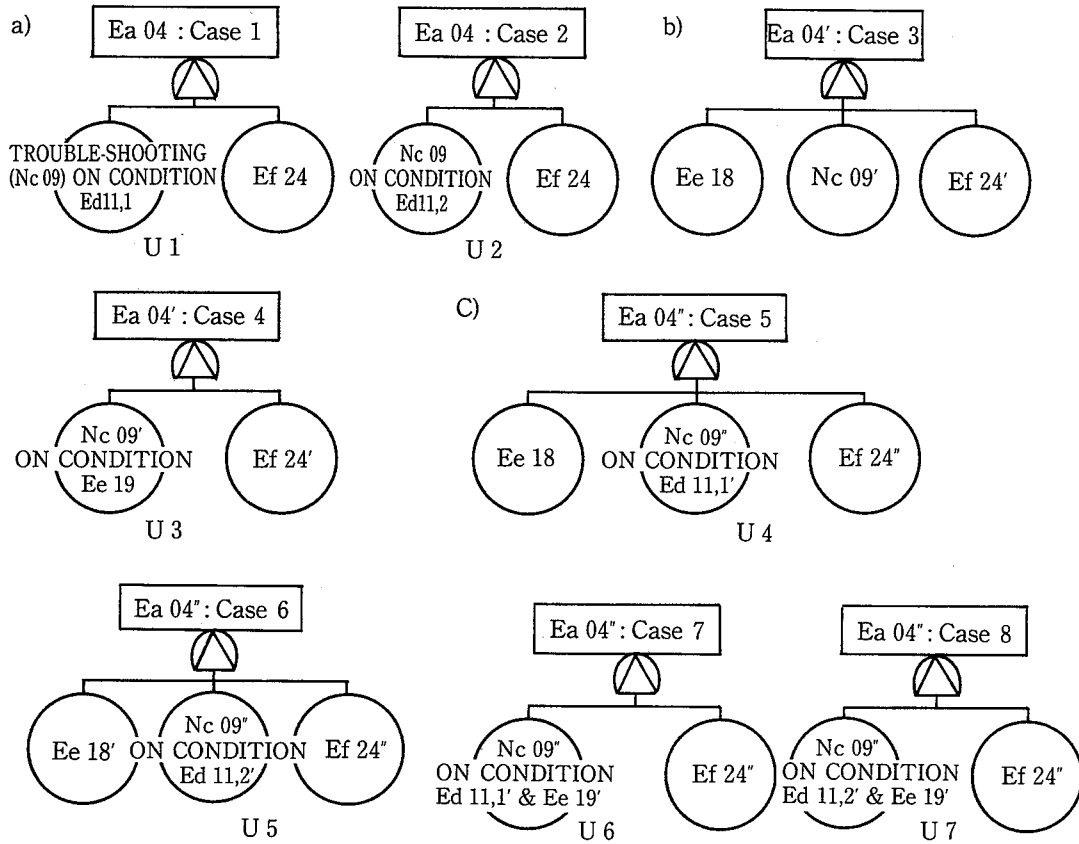 a)
Ea 04 : Case 1
TROUBLE-SHOOTING
(Nc 09) ON CONDITION
Ed11,1
Ef 24
U 1
Ea 04 : Case 2
Nc 09
ON CONDITION
Ed11,2
Ef 24
U 2
b)
Ea 04′ : Case 3
Ee 18
Nc 09′
Ef 24′
Ea 04′ : Case 4
Nc 09′
ON CONDITION
Ee 19
Ef 24′
U 3
C)
Ea 04″ : Case 5
Ee 18
Nc 09″
ON CONDITION
Ed 11,1′
Ef 24″
U 4
Ea 04″ : Case 6
Ee 18′
Nc 09″
ON CONDITION
Ed 11,2′
Ef 24″
U 5
Ea 04″ : Case 7
Nc 09″
ON CONDITION
Ed 11,1′ & Ee 19′
Ef 24″
U 6
Ea 04″ : Case 8
Nc 09″
ON CONDITION
Ed 11,2′ & Ee 19′
Ef 24″
U 7